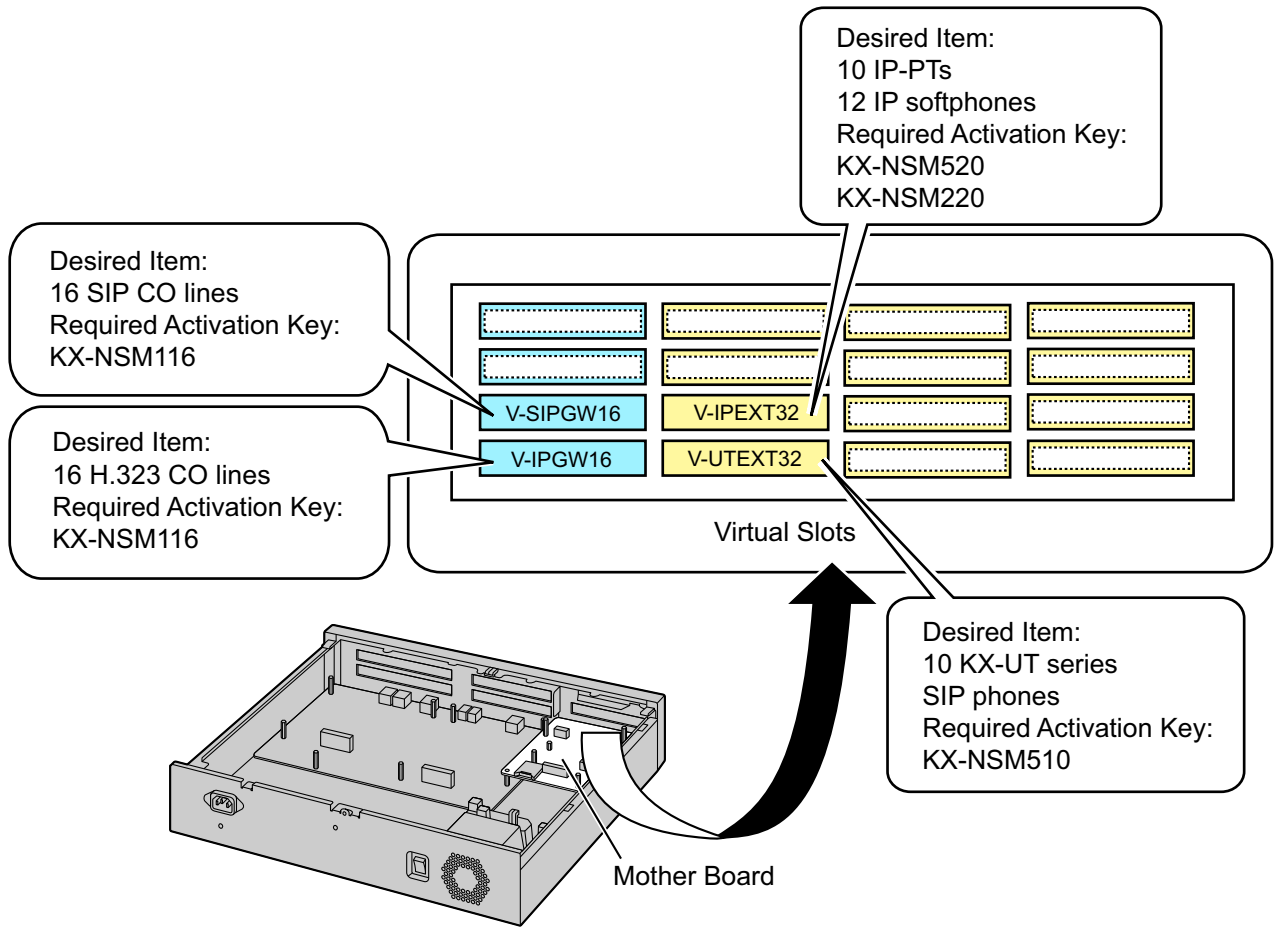 Desired Item:
10 IP-PTs
12 IP softphones
Required Activation Key:
KX-NSM520
KX-NSM220
Desired Item:
16 SIP CO lines
Required Activation Key:
KX-NSM116
Desired Item:
16 H.323 CO lines
Required Activation Key:
KX-NSM116
V-SIPGW16
V-IPEXT32
V-IPGW16
V-UTEXT32
Virtual Slots
Desired Item:
10 KX-UT series
SIP phones
Required Activation Key:
KX-NSM510
Mother Board